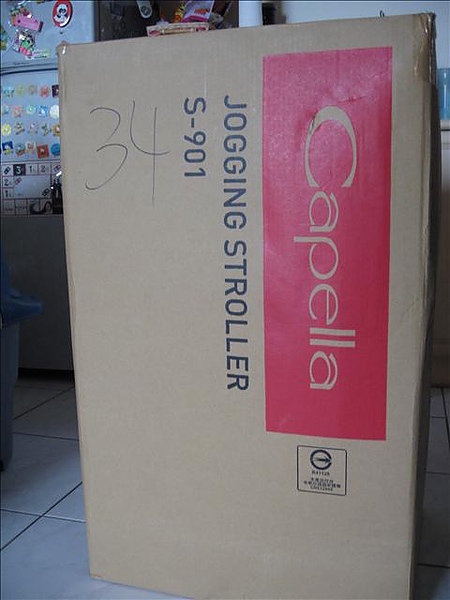 Capella
JOGGING STROLLER
S-901
34